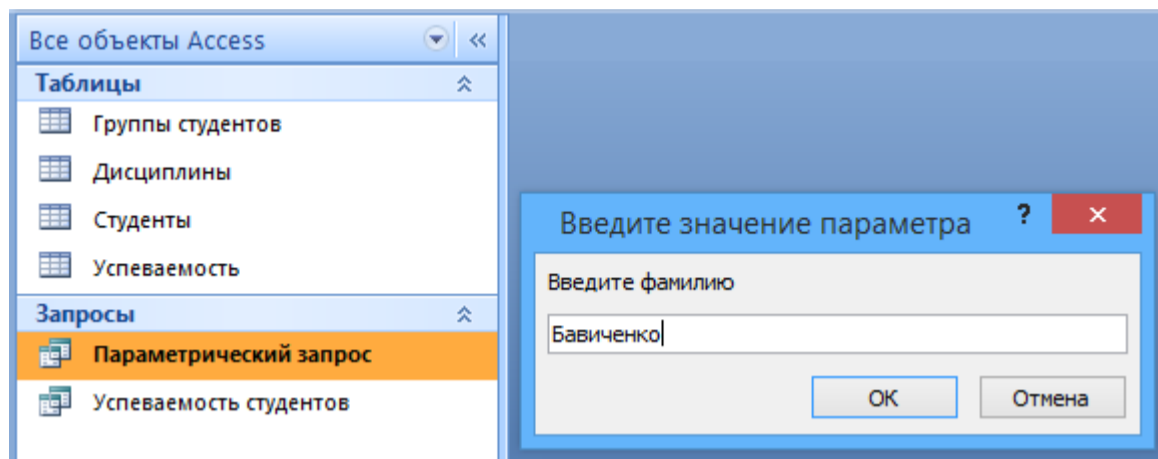 Все объекты Access
Таблицы
Группы студентов
Дисциплины
Студенты
Успеваемость
Запросы
Параметрический запрос
Успеваемость студентов
Введите значение параметра ?
Введите фамилию
Бавиченко
ОК Отмена